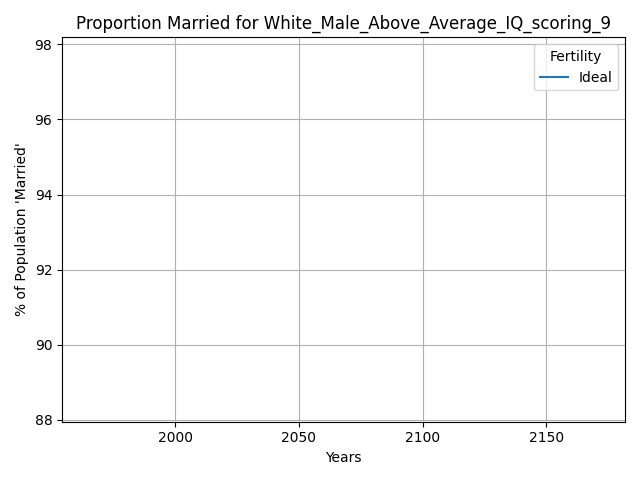 Proportion Married for White_Male_Above_Average_IQ_scoring_9
98
96
94
92
90
88
% of Population 'Married'
Fertility
Ideal
2000 2050 2100 2150
Years